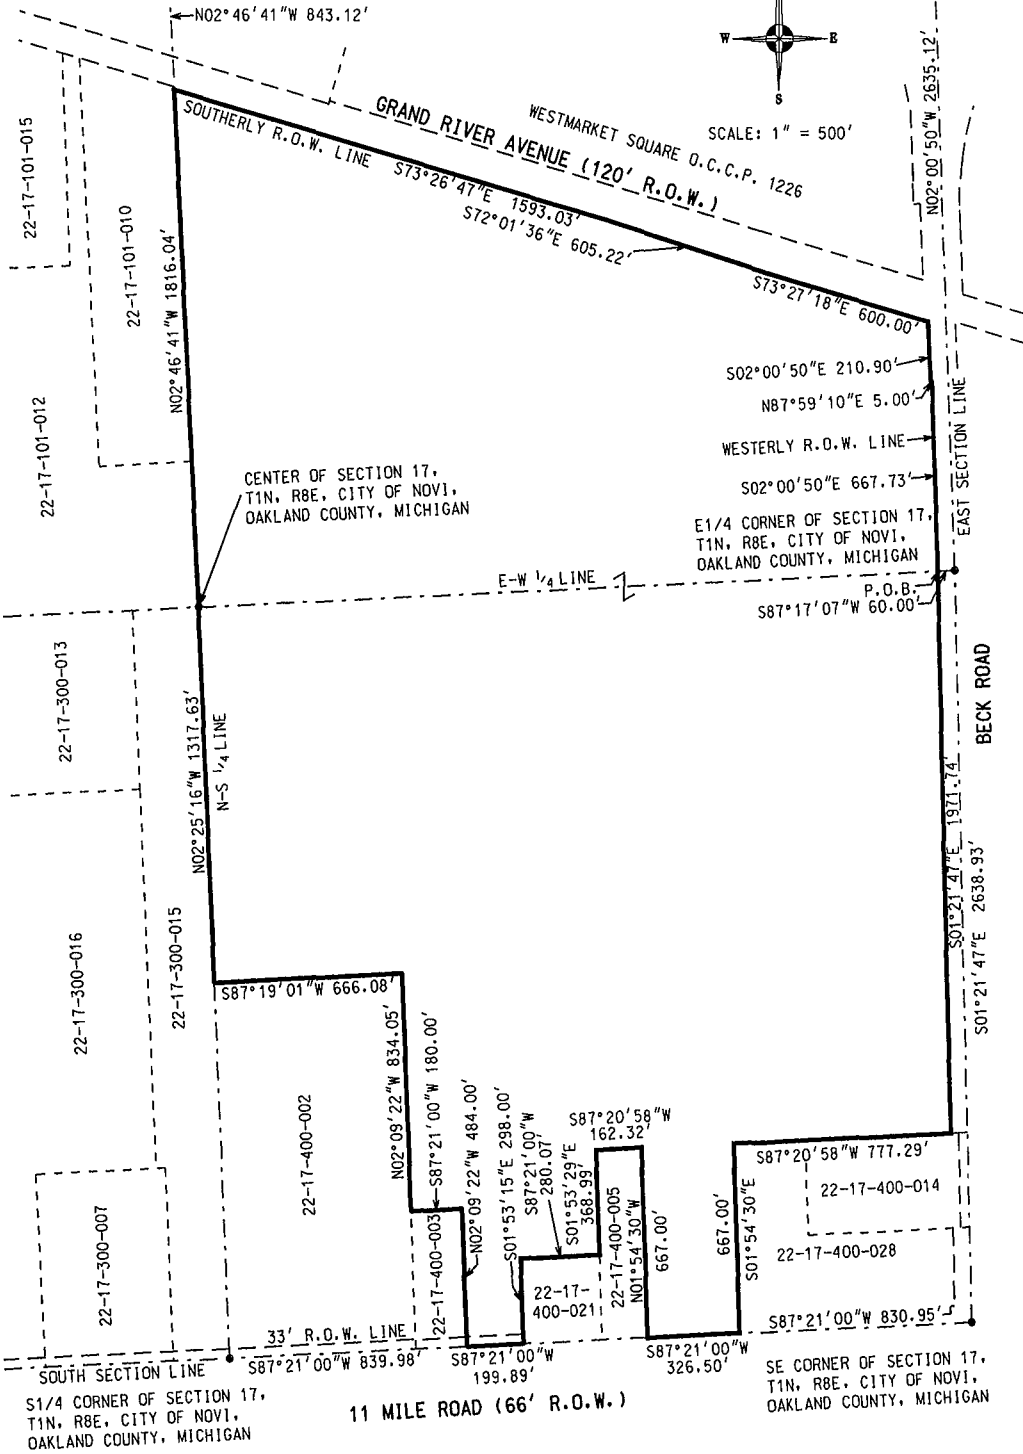 N02°46'41"W 843.12'
W
E
S
SCALE: 1" = 500'
N02°00'50"W 2635.12'
WESTMARKET SQUARE O.C.C.P. 1226
GRAND RIVER AVENUE (120' R.O.W.)
SOUTHERLY R.O.W. LINE
S73°26'47"E 1593.03'
S72°01'36"E 605.22'
S73°27'18"E 600.00'
22-17-101-015
22-17-101-010
N02°46'41"W 1816.04'
22-17-101-012
S02°00'50"E 210.90'
N87°59'10"E 5.00'
WESTERLY R.O.W. LINE
S02°00'50"E 667.73'
EAST SECTION LINE
CENTER OF SECTION 17,
T1N, R8E, CITY OF NOVI,
OAKLAND COUNTY, MICHIGAN
E1/4 CORNER OF SECTION 17,
T1N, R8E, CITY OF NOVI,
OAKLAND COUNTY, MICHIGAN
E-W 1/4 LINE
P.O.B.
S87°17'07"W 60.00'
22-17-300-013
N02°25'16"W 1317.63'
N-S 1/4 LINE
BECK ROAD
S01°21'47"E 1971.74'
S01°21'47"E 2638.93'
22-17-300-016
22-17-300-015
S87°19'01"W 666.08'
N02°09'22"W 834.05'
S87°21'00"W 180.00'
N02°09'22"W 484.00'
S01°53'15"E 298.00'
S87°21'00"W
280.07'
S01°53'29"E
368.99'
S87°20'58"W
162.32'
S87°20'58"W 777.29'
22-17-400-002
22-17-400-003
22-17-
400-021
22-17-400-005
N01°54'30"W
667.00'
667.00'
S01°54'30"E
22-17-400-014
22-17-400-028
22-17-300-007
33' R.O.W. LINE
S87°21'00"W 830.95'
SOUTH SECTION LINE
S87°21'00"W 839.98'
S87°21'00"W
199.89'
S87°21'00"W
326.50'
S1/4 CORNER OF SECTION 17,
T1N, R8E, CITY OF NOVI,
OAKLAND COUNTY, MICHIGAN
11 MILE ROAD (66' R.O.W.)
SE CORNER OF SECTION 17,
T1N, R8E, CITY OF NOVI,
OAKLAND COUNTY, MICHIGAN